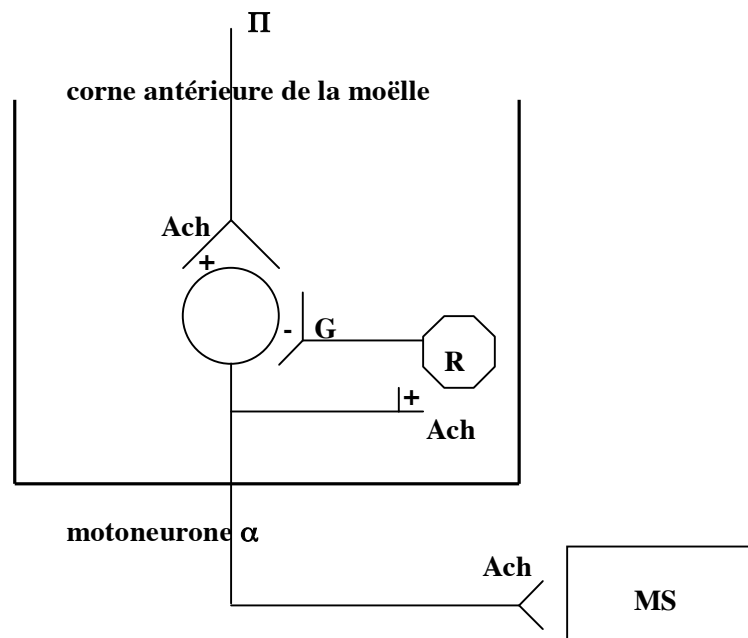 Π
corne antérieure de la moëlle
Ach
+
-
G
R
+
Ach
motoneurone α
Ach
MS